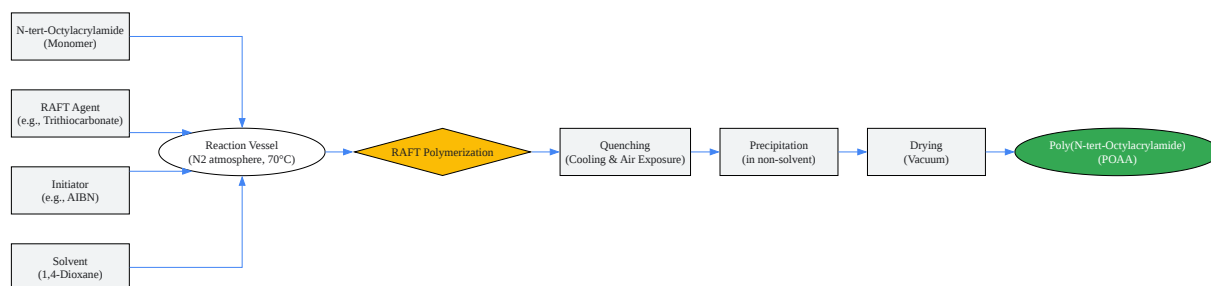 N-tert-Octylacrylamide
(Monomer)
RAFT Agent
(e.g., Trithiocarbonate)
Initiator
(e.g., AIBN)
Solvent
(1,4-Dioxane)
Reaction Vessel
(N2 atmosphere, 70°C)
RAFT Polymerization
Quenching
(Cooling & Air Exposure)
Precipitation
(in non-solvent)
Drying
(Vacuum)
Poly(N-tert-Octylacrylamide)
(POAA)